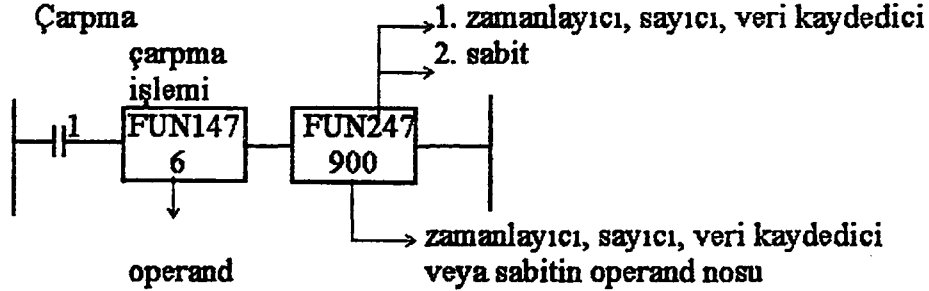 Çarpma
1. zamanlayıcı, sayıcı, veri kaydedici
2. sabit
çarpma
işlemi
1
FUN147
6
FUN247
900
zamanlayıcı, sayıcı, veri kaydedici
veya sabitin operand nosu
operand